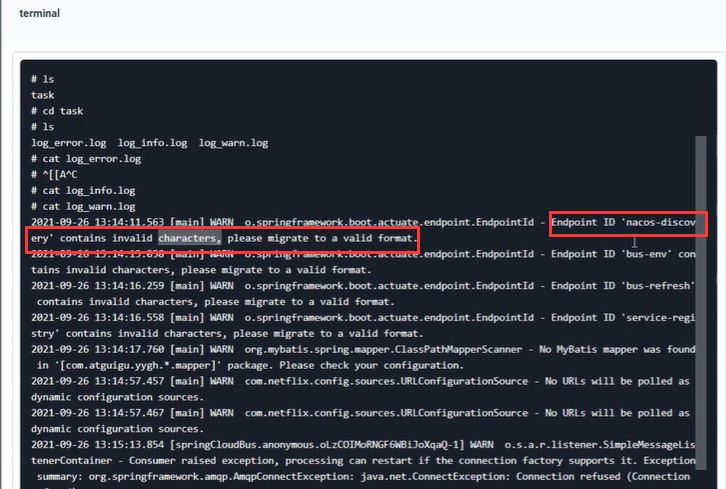 terminal
# ls
task
# cd task
# ls
log_error.log  log_info.log  log_warn.log
# cat log_error.log
# ^[[A^C
# cat log_info.log
# cat log_warn.log
2021-09-26 13:14:11.563 [main] WARN  o.springframework.boot.actuate.endpoint.EndpointId - Endpoint ID 'nacos-discov
ery' contains invalid characters, please migrate to a valid format.
2021-09-26 13:14:15.098 [main] WARN  o.springframework.boot.actuate.endpoint.EndpointId - Endpoint ID 'bus-env' con
tains invalid characters, please migrate to a valid format.
2021-09-26 13:14:16.259 [main] WARN  o.springframework.boot.actuate.endpoint.EndpointId - Endpoint ID 'bus-refresh'
 contains invalid characters, please migrate to a valid format.
2021-09-26 13:14:16.558 [main] WARN  o.springframework.boot.actuate.endpoint.EndpointId - Endpoint ID 'service-regi
stry' contains invalid characters, please migrate to a valid format.
2021-09-26 13:14:17.760 [main] WARN  org.mybatis.spring.mapper.ClassPathMapperScanner - No MyBatis mapper was found
 in '[com.atguigu.yygh.*.mapper]' package. Please check your configuration.
2021-09-26 13:14:57.457 [main] WARN  com.netflix.config.sources.URLConfigurationSource - No URLs will be polled as
dynamic configuration sources.
2021-09-26 13:14:57.467 [main] WARN  com.netflix.config.sources.URLConfigurationSource - No URLs will be polled as
dynamic configuration sources.
2021-09-26 13:15:13.854 [springCloudBus.anonymous.oLzCOIMoRNGF6WBiJoXqaQ-1] WARN  o.s.a.r.listener.SimpleMessageLis
tenerContainer - Consumer raised exception, processing can restart if the connection factory supports it. Exception
 summary: org.springframework.amqp.AmqpConnectException: java.net.ConnectException: Connection refused (Connection